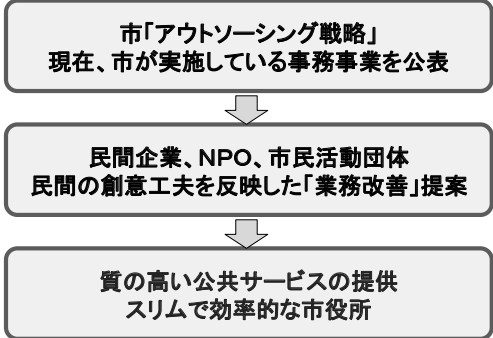 市「アウトソーシング戦略」
現在、市が実施している事務事業を公表
民間企業、NPO、市民活動団体
民間の創意工夫を反映した「業務改善」提案
質の高い公共サービスの提供
スリムで効率的な市役所